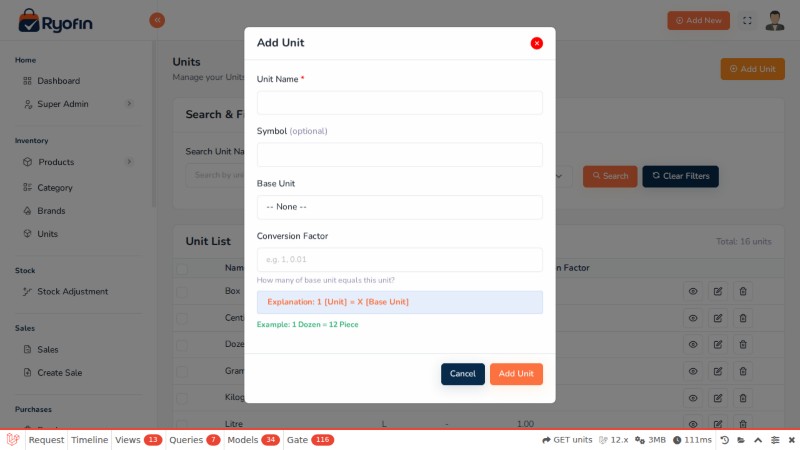 Ryofin
Add New
Home
Dashboard
Super Admin
Inventory
Products
Category
Brands
Units
Stock
Stock Adjustment
Sales
Sales
Create Sale
Purchases
Units
Manage your Units
Add Unit
Search & Fi
Search Unit Na
Search by uni
Search
Clear Filters
Unit List
Total: 16 units
Nam
n Factor
Box
Cent
Doze
Gram
Kilog
Litre L - 1.00
Add Unit
Unit Name *
Symbol (optional)
Base Unit
-- None --
Conversion Factor
e.g. 1, 0.01
How many of base unit equals this unit?
Explanation: 1 [Unit] = X [Base Unit]
Example: 1 Dozen = 12 Piece
Cancel
Add Unit
Request Timeline Views 13 Queries 7 Models 34 Gate 116 GET units 12.x 3MB 111ms